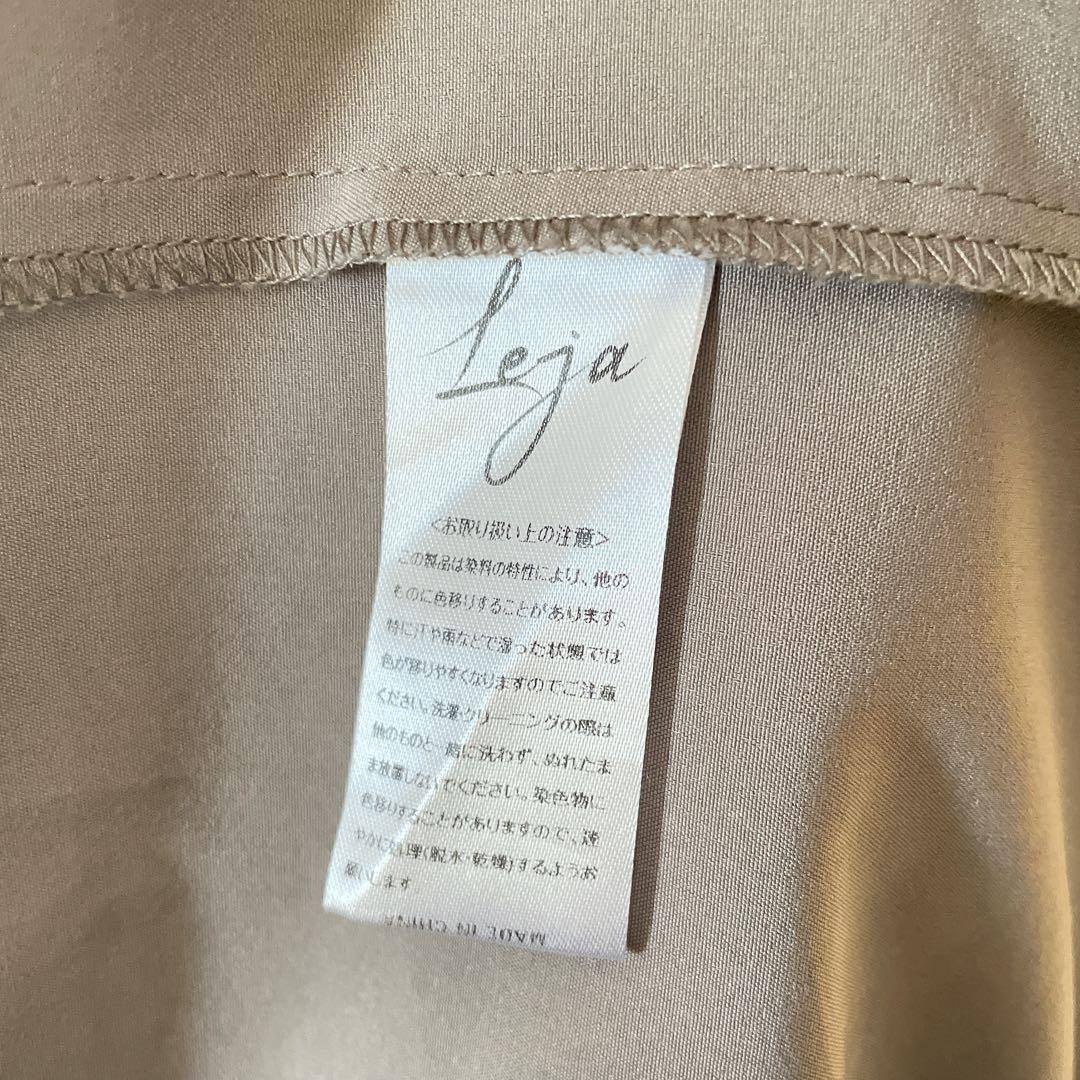 Leja
<お取り扱い上の注意>
この製品は染料の特性により、他の
ものに色移りすることがあります。
特に汗や雨などで湿った状態では
色が移りやすくなりますのでご注意
ください。洗濯・クリーニングの際は
他のものと一緒に洗わず、ぬれたま
ま放置しないでください。染色物に
色移りすることがありますので、速
やかに処理(脱水・乾燥)するようお
願いします
MADE IN CHIN